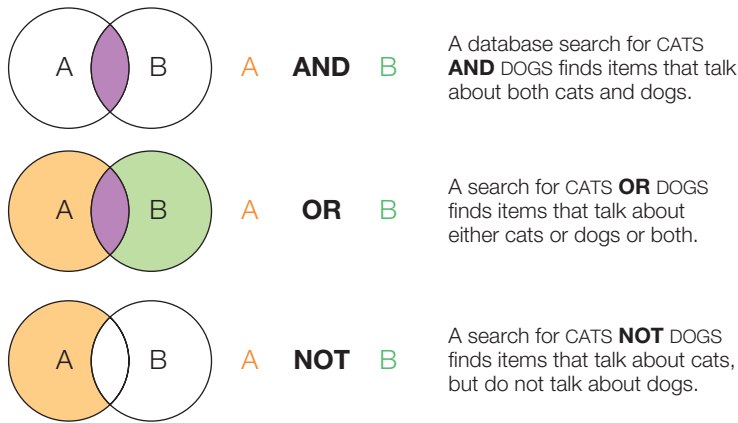 A B A AND B
A database search for CATS
AND DOGS finds items that talk
about both cats and dogs.
A B A OR B
A search for CATS OR DOGS
finds items that talk about
either cats or dogs or both.
A B A NOT B
A search for CATS NOT DOGS
finds items that talk about cats,
but do not talk about dogs.